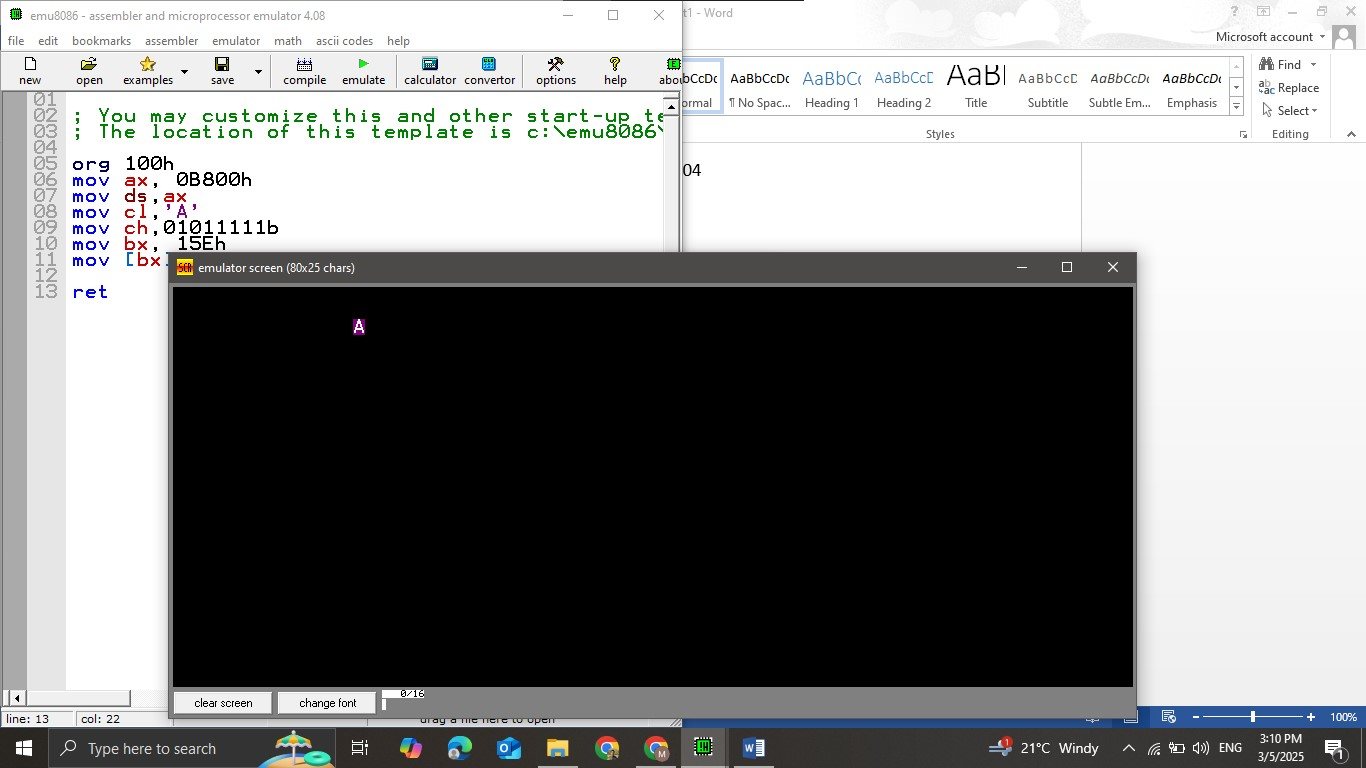 emu8086 - assembler and microprocessor emulator 4.08
file edit bookmarks assembler emulator math ascii codes help
new open examples save compile emulate calculator convertor options help
01
02 ; You may customize this and other start-up
03 ; The location of this template is c:\emu8086\
04
05 org 100h
06 mov ax, 0B800h
07 mov ds,ax
08 mov cl,'A'
09 mov ch,01011111b
10 mov bx, 15Eh
11 mov [bx]
12
13 ret
line: 13 col: 22 drag a file here to open
- Word
Microsoft account
AaBbCcDc AaBbCc AaBbCcD AaB AaBbCcD AaBbCcDc AaBbCcDc
¶ No Spac... Heading 1 Heading 2 Title Subtitle Subtle Em... Emphasis
Styles
Find
Replace
Select
Editing
04
100%
SCR emulator screen (80x25 chars)
A
clear screen change font 0/16
Type here to search
21°C Windy ENG 3:10 PM
3/5/2025